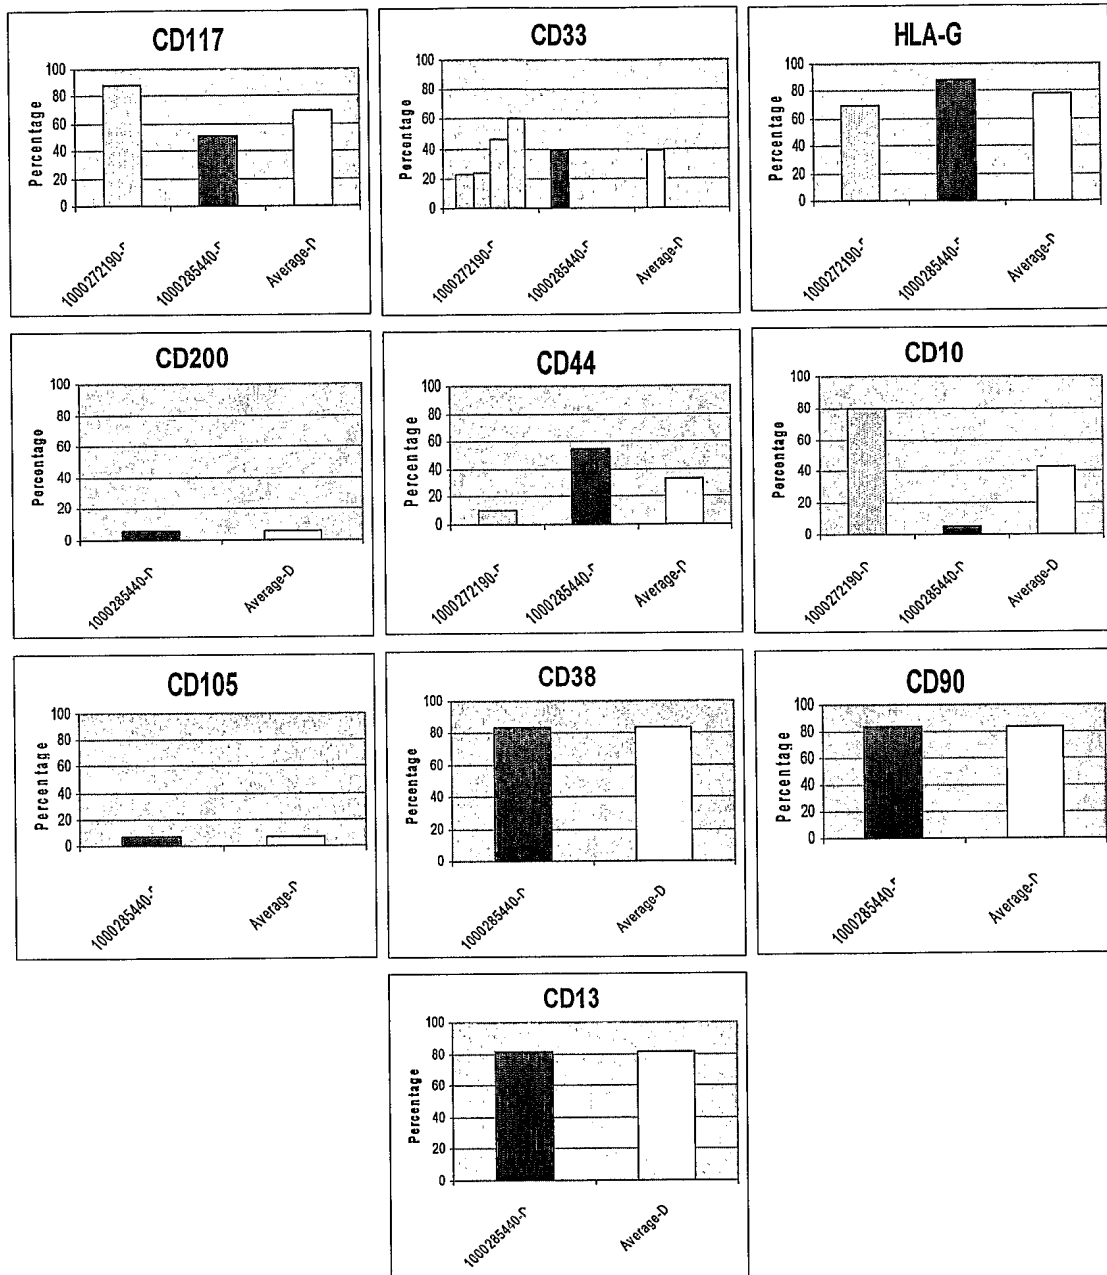 CD117
Percentage
100
80
60
40
20
0
1000272190-D
1000285440-D
Average-D
CD33
Percentage
100
80
60
40
20
0
1000272190-D
1000285440-D
Average-D
HLA-G
Percentage
100
80
60
40
20
0
1000272190-D
1000285440-D
Average-D
CD200
Percentage
100
80
60
40
20
0
1000285440-D
Average-D
CD44
Percentage
100
80
60
40
20
0
1000272190-D
1000285440-D
Average-D
CD10
Percentage
100
80
60
40
20
0
1000272190-D
1000285440-D
Average-D
CD105
Percentage
100
80
60
40
20
0
1000285440-D
Average-D
CD38
Percentage
100
80
60
40
20
0
1000285440-D
Average-D
CD90
Percentage
100
80
60
40
20
0
1000285440-D
Average-D
CD13
Percentage
100
80
60
40
20
0
1000285440-D
Average-D